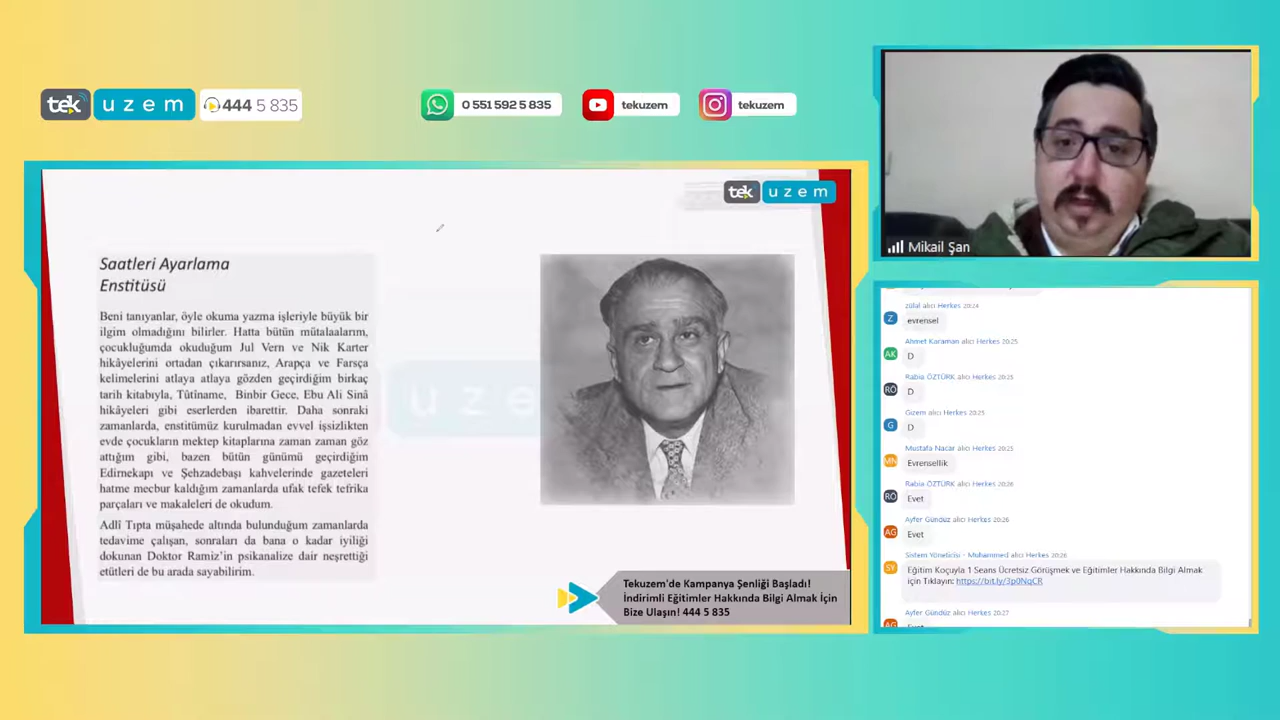 tek uzem 444 5 835
0 551 592 5 835
tekuzem
tekuzem
tek uzem
Saatleri Ayarlama
Enstitüsü
Beni tanıyanlar, öyle okuma yazma işleriyle büyük bir
ilgim olmadığını bilirler. Hatta bütün mütalaalarım,
çocukluğumda okuduğum Jul Vern ve Nik Karter
hikâyelerini ortadan çıkarırsanız, Arapça ve Farsça
kelimelerini atlaya atlaya gözden geçirdiğim birkaç
tarih kitabıyla, Tûtîname, Binbir Gece, Ebu Ali Sinâ
hikâyeleri gibi eserlerden ibarettir. Daha sonraki
zamanlarda, enstitümüz kurulmadan evvel işsizlikten
evde çocukların mektep kitaplarına zaman zaman göz
attığım gibi, bazen bütün günümü geçirdiğim
Edirnekapı ve Şehzadebaşı kahvelerinde gazeteleri
hatme mecbur kaldığım zamanlarda ufak tefek tefrika
parçaları ve makaleleri de okudum.
Adlî Tıpta müşahede altında bulunduğum zamanlarda
tedavime çalışan, sonraları da bana o kadar iyiliği
dokunan Doktor Ramiz'in psikanalize dair neşrettiği
etütleri de bu arada sayabilirim.
uze
Tekuzem'de Kampanya Şenliği Başladı!
İndirimli Eğitimler Hakkında Bilgi Almak İçin
Bize Ulaşın! 444 5 835
Mikail Şan
zülal alıcı Herkes 20:24
Z evrensel
Ahmet Karaman alıcı Herkes 20:25
AK D
Rabia ÖZTÜRK alıcı Herkes 20:25
RÖ D
Gizem alıcı Herkes 20:25
G D
Mustafa Nacar alıcı Herkes 20:25
MN Evrensellik
Rabia ÖZTÜRK alıcı Herkes 20:26
RÖ Evet
Ayfer Gündüz alıcı Herkes 20:26
AG Evet
Sistem Yöneticisi - Muhammed alıcı Herkes 20:26
SY Eğitim Koçuyla 1 Seans Ücretsiz Görüşmek ve Eğitimler Hakkında Bilgi Almak
için Tıklayın: https://bit.ly/3p0NqCR
Ayfer Gündüz alıcı Herkes 20:27
AG Evet